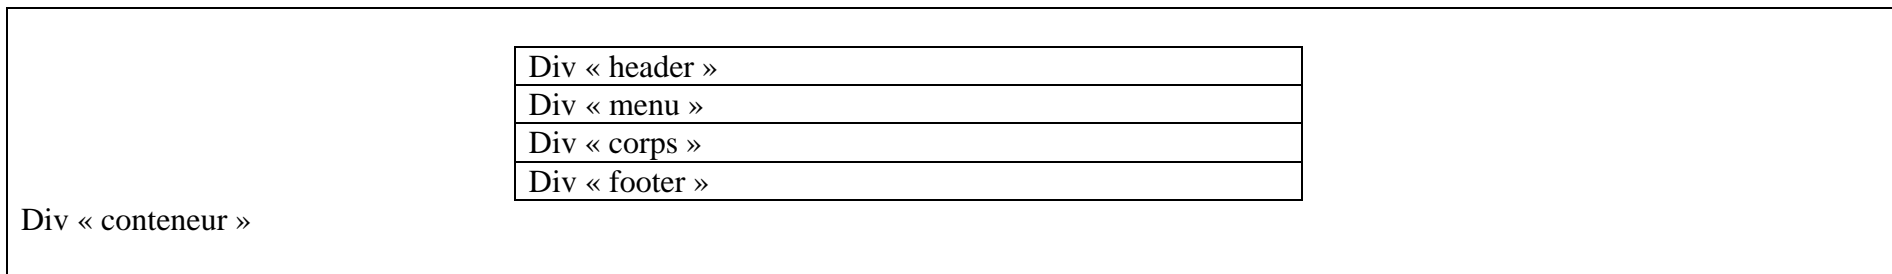 Div « header »
Div « menu »
Div « corps »
Div « footer »
Div « conteneur »